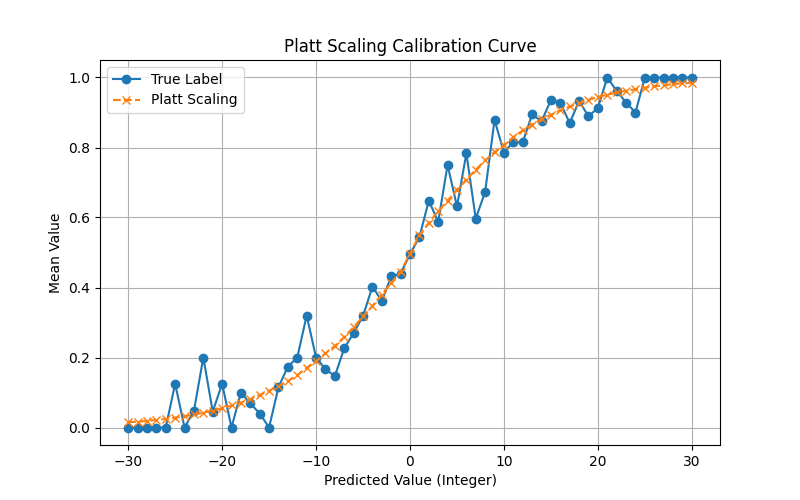 Platt Scaling Calibration Curve
True Label
Platt Scaling
Mean Value
1.0
0.8
0.6
0.4
0.2
0.0
−30 −20 −10 0 10 20 30
Predicted Value (Integer)